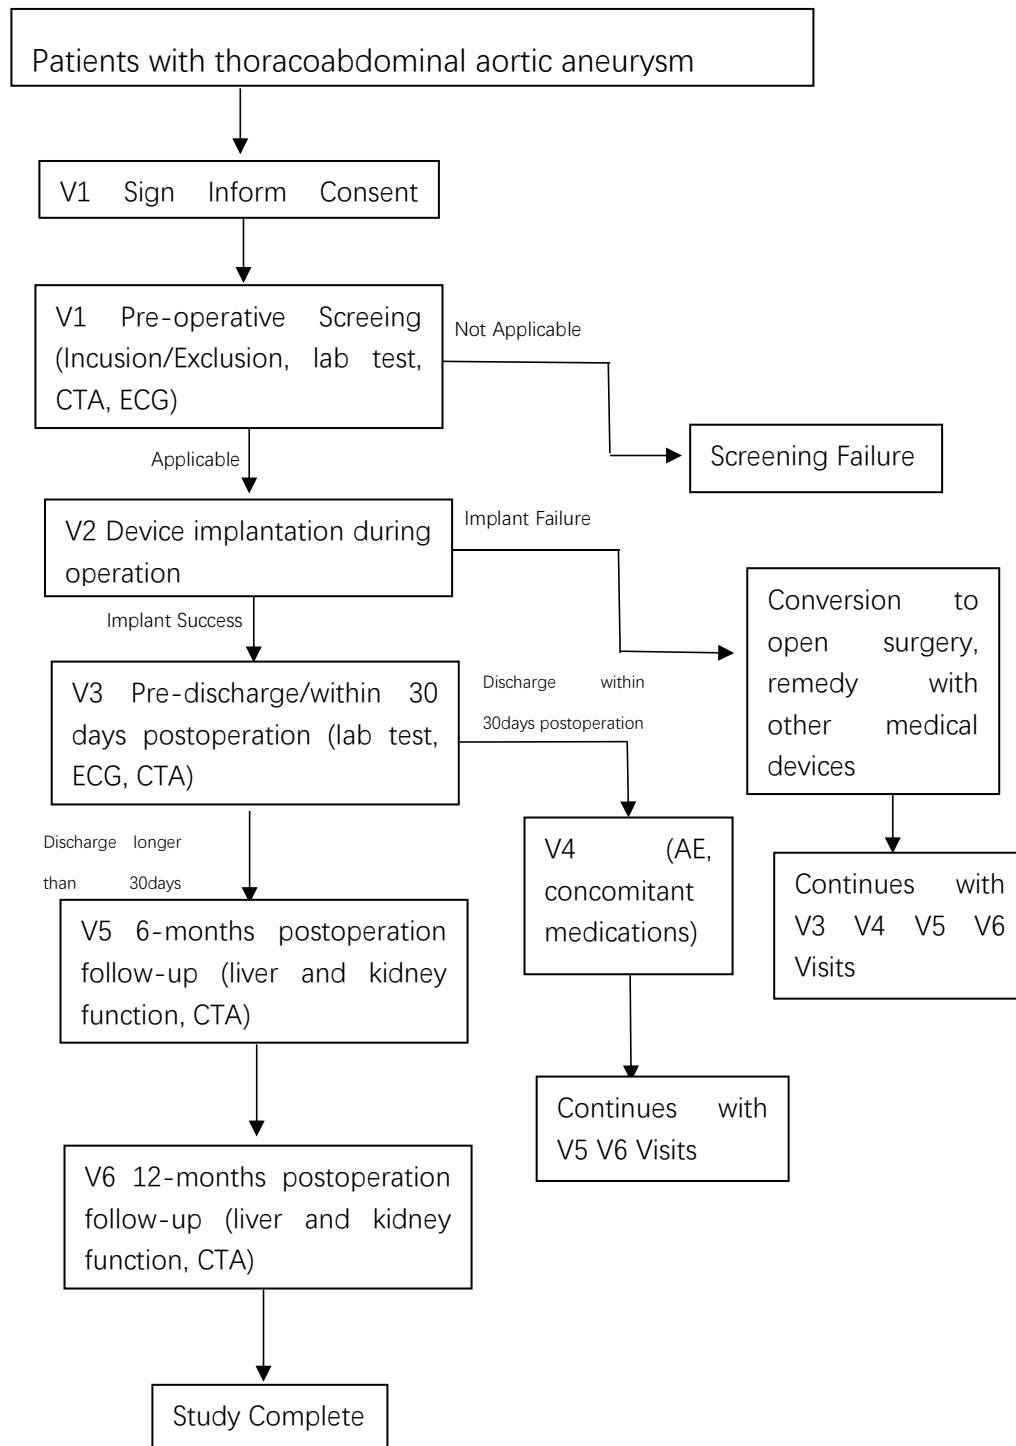 Patients with thoracoabdominal aortic aneurysm
V1 Sign Inform Consent
V1 Pre-operative Screeing
(Incusion/Exclusion, lab test,
CTA, ECG)
Not Applicable
Screening Failure
Applicable
V2 Device implantation during
operation
Implant Failure
Conversion to
open surgery,
remedy with
other medical
devices
Implant Success
V3 Pre-discharge/within 30
days postoperation (lab test,
ECG, CTA)
Discharge within
30days postoperation
V4 (AE,
concomitant
medications)
Continues with
V3 V4 V5 V6
Visits
Discharge longer
than 30days
V5 6-months postoperation
follow-up (liver and kidney
function, CTA)
Continues with
V5 V6 Visits
V6 12-months postoperation
follow-up (liver and kidney
function, CTA)
Study Complete